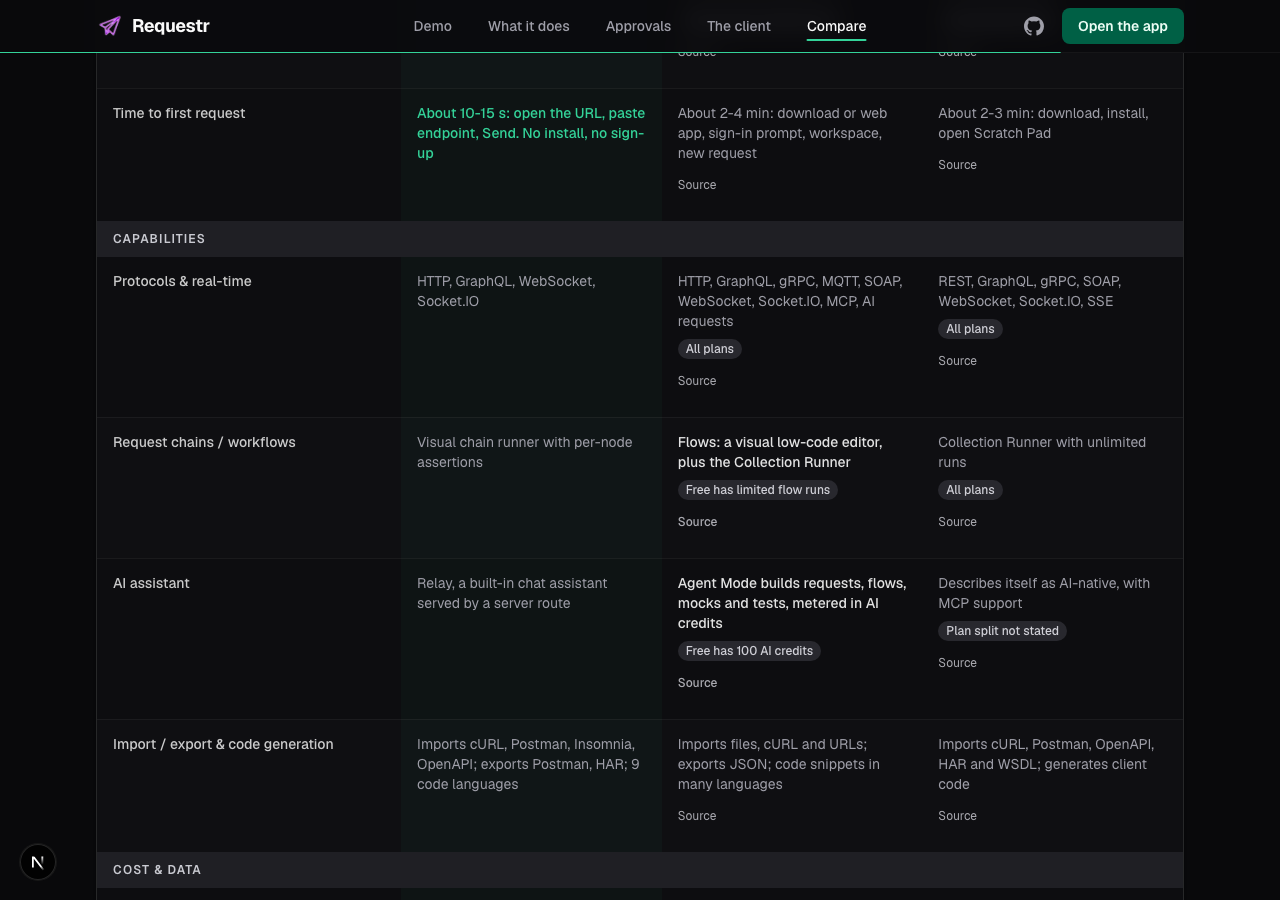 Requestr
Demo
What it does
Approvals
The client
Compare
Open the app
Source
Source
Time to first request
About 10-15 s: open the URL, paste
endpoint, Send. No install, no sign-
up
About 2-4 min: download or web
app, sign-in prompt, workspace,
new request
Source
About 2-3 min: download, install,
open Scratch Pad
Source
CAPABILITIES
Protocols & real-time
HTTP, GraphQL, WebSocket,
Socket.IO
HTTP, GraphQL, gRPC, MQTT, SOAP,
WebSocket, Socket.IO, MCP, AI
requests
All plans
Source
REST, GraphQL, gRPC, SOAP,
WebSocket, Socket.IO, SSE
All plans
Source
Request chains / workflows
Visual chain runner with per-node
assertions
Flows: a visual low-code editor,
plus the Collection Runner
Free has limited flow runs
Source
Collection Runner with unlimited
runs
All plans
Source
AI assistant
Relay, a built-in chat assistant
served by a server route
Agent Mode builds requests, flows,
mocks and tests, metered in AI
credits
Free has 100 AI credits
Source
Describes itself as AI-native, with
MCP support
Plan split not stated
Source
Import / export & code generation
Imports cURL, Postman, Insomnia,
OpenAPI; exports Postman, HAR; 9
code languages
Imports files, cURL and URLs;
exports JSON; code snippets in
many languages
Source
Imports cURL, Postman, OpenAPI,
HAR and WSDL; generates client
code
Source
N
COST & DATA